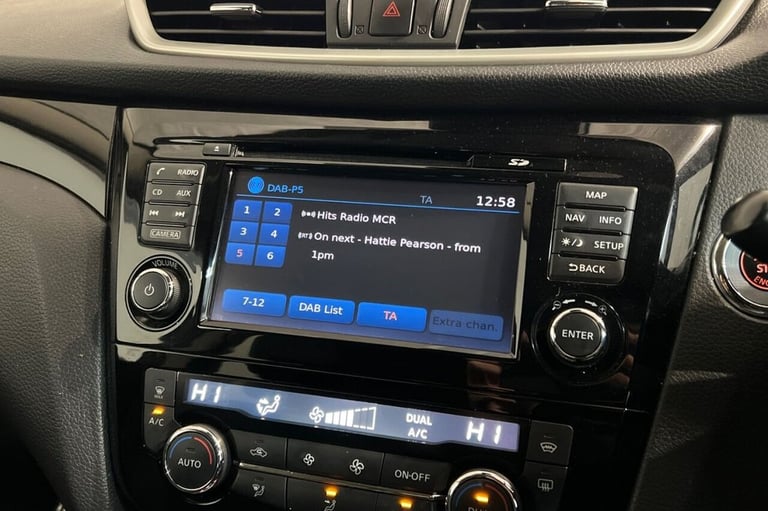 RADIO
CD AUX
CAMERA
VOLUME
DAB-P5
TA
12:58
1 2
3 4
5 6
Hits Radio MCR
RT On next - Hattie Pearson - from
1pm
7-12
DAB List
TA
Extra chan.
SD
MAP
NAV INFO
SETUP
BACK
ENTER
MAX
A/C
HI
DUAL
A/C
HI
AUTO
ON·OFF